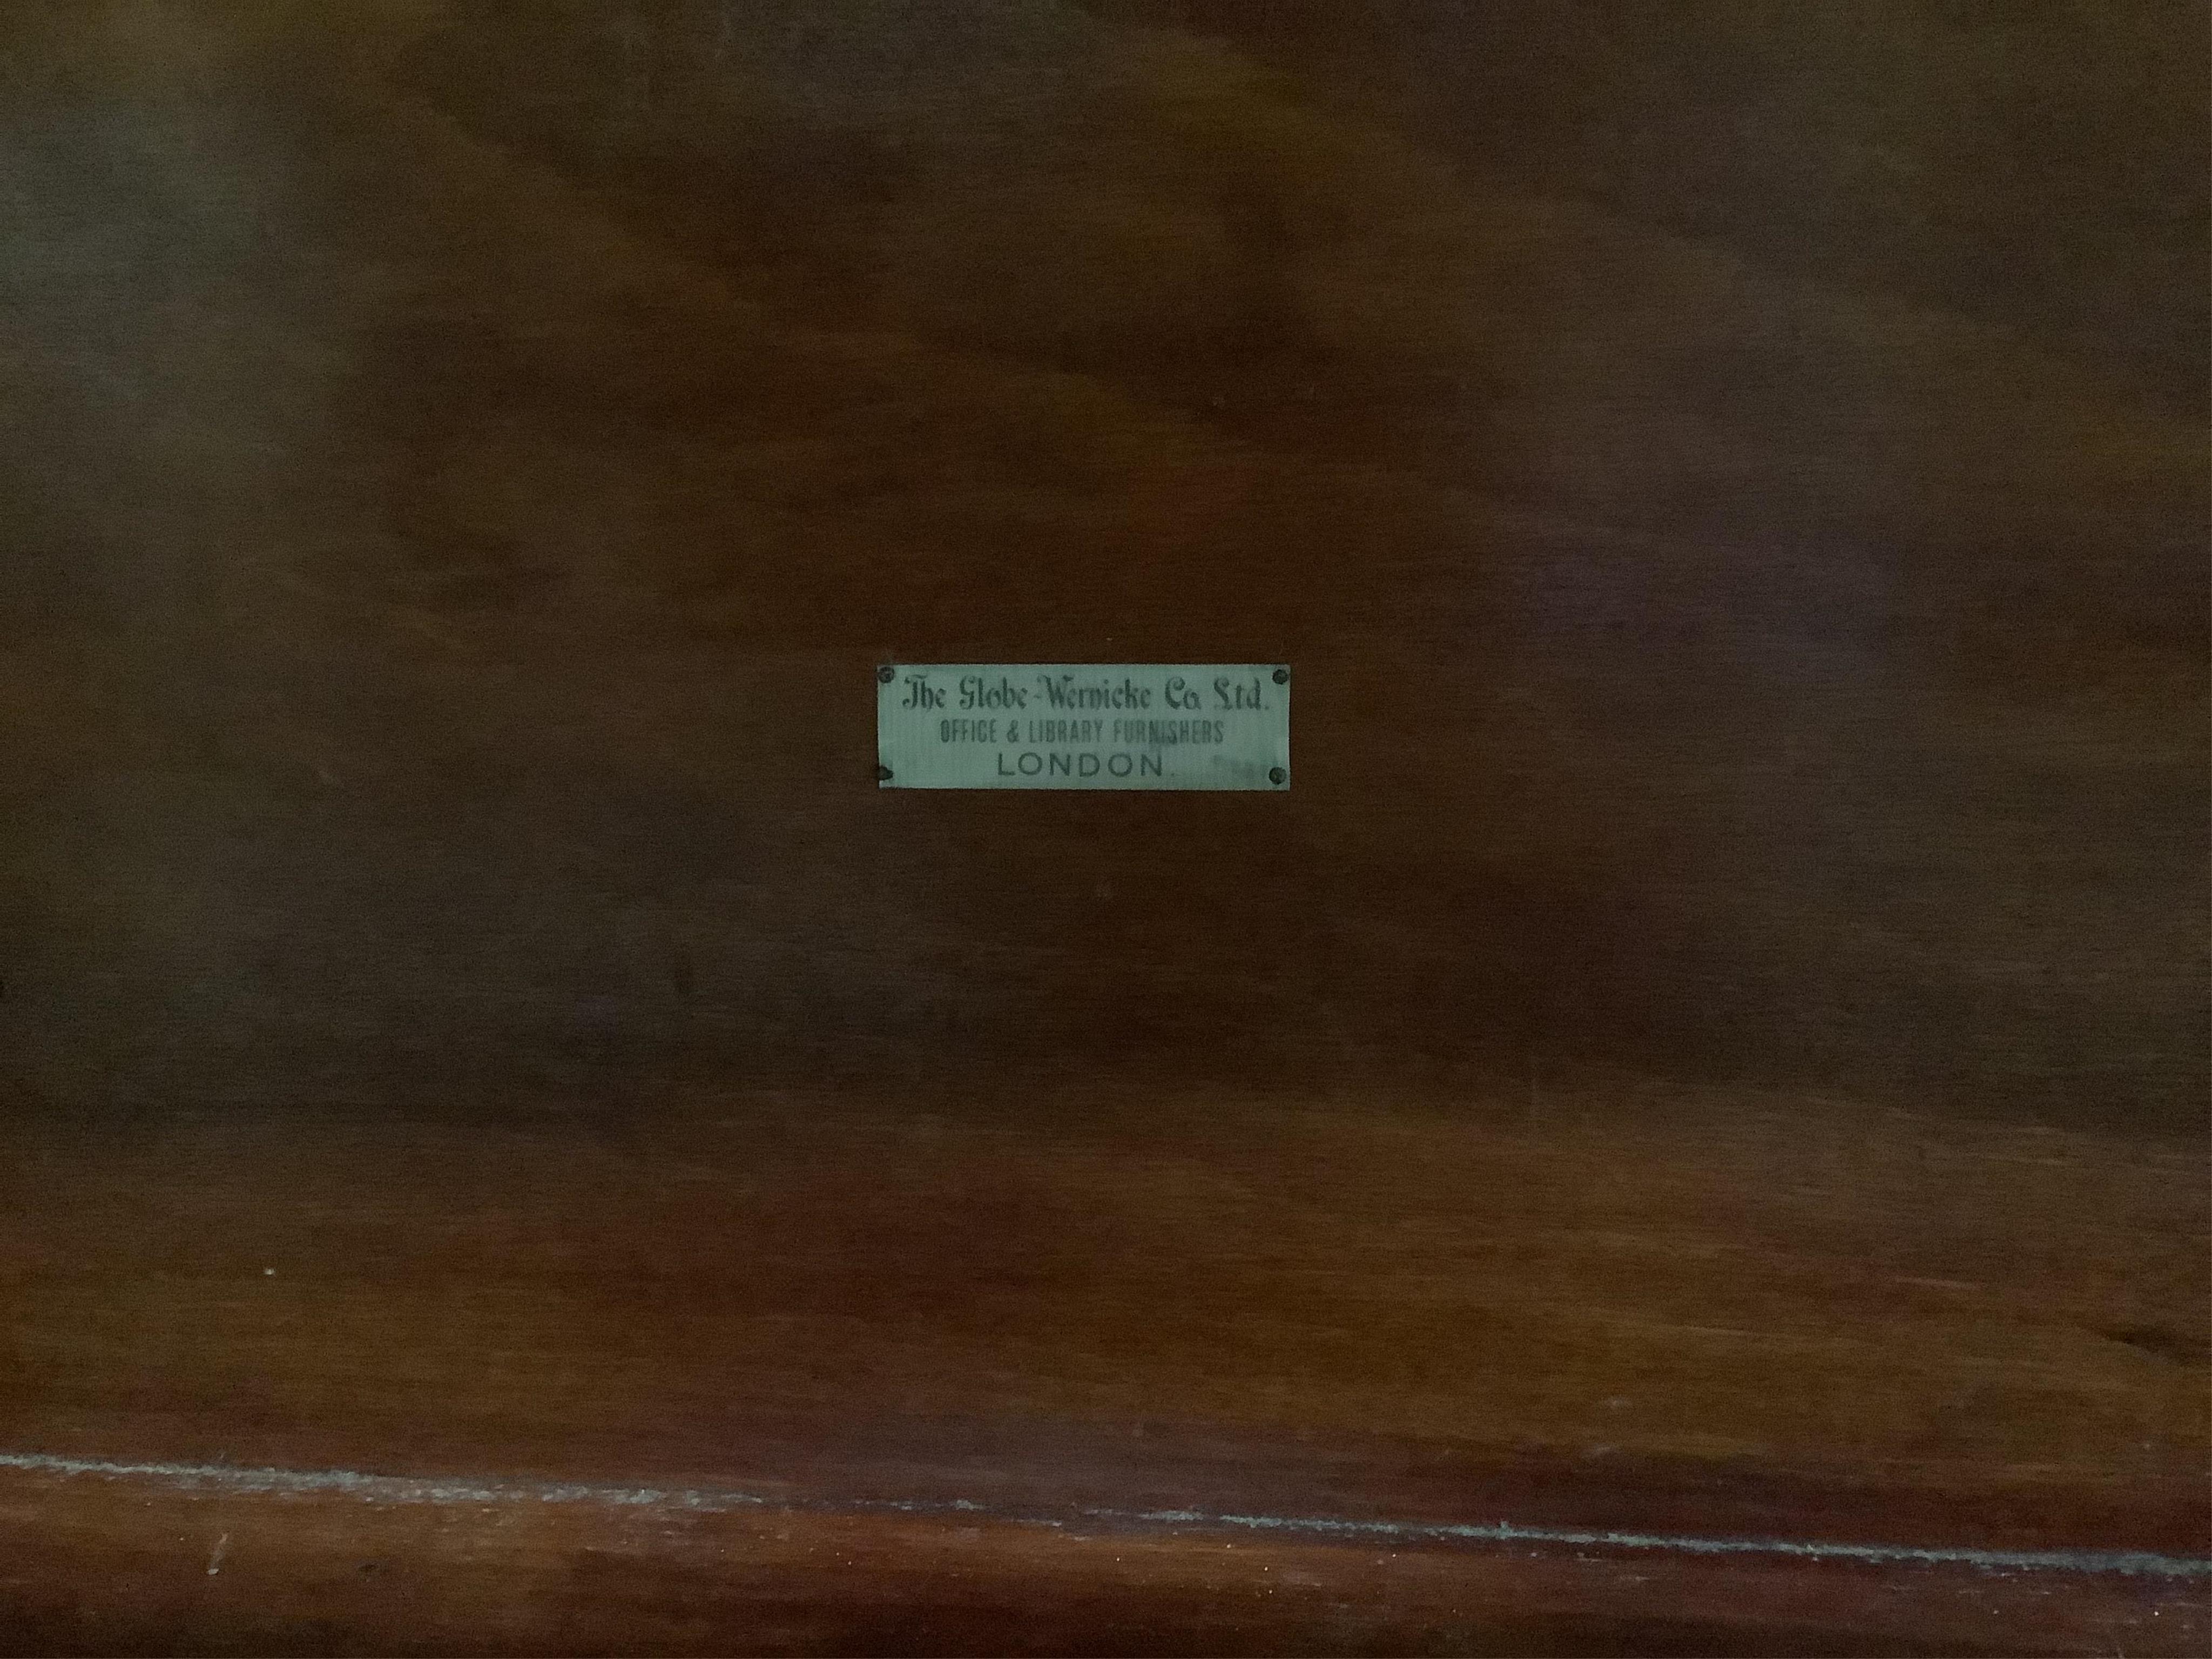 The Globe-Wernicke Co. Ltd.
OFFICE & LIBRARY FURNISHERS
LONDON.